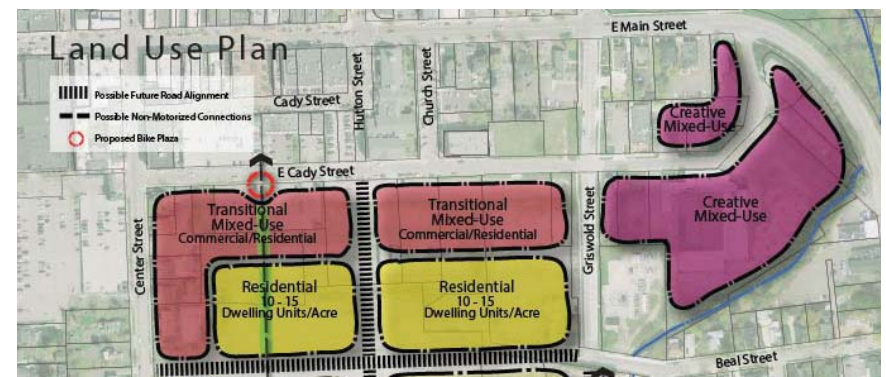 Land Use Plan
Possible Future Road Alignment
Possible Non-Motorized Connections
Proposed Bike Plaza
E Main Street
Cady Street
Hutton Street
Church Street
Creative
Mixed-Use
E Cady Street
Transitional
Mixed-Use
Commercial/Residential
Transitional
Mixed-Use
Commercial/Residential
Creative
Mixed-Use
Center Street
Griswold Street
Residential
10 - 15
Dwelling Units/Acre
Residential
10 - 15
Dwelling Units/Acre
Beal Street